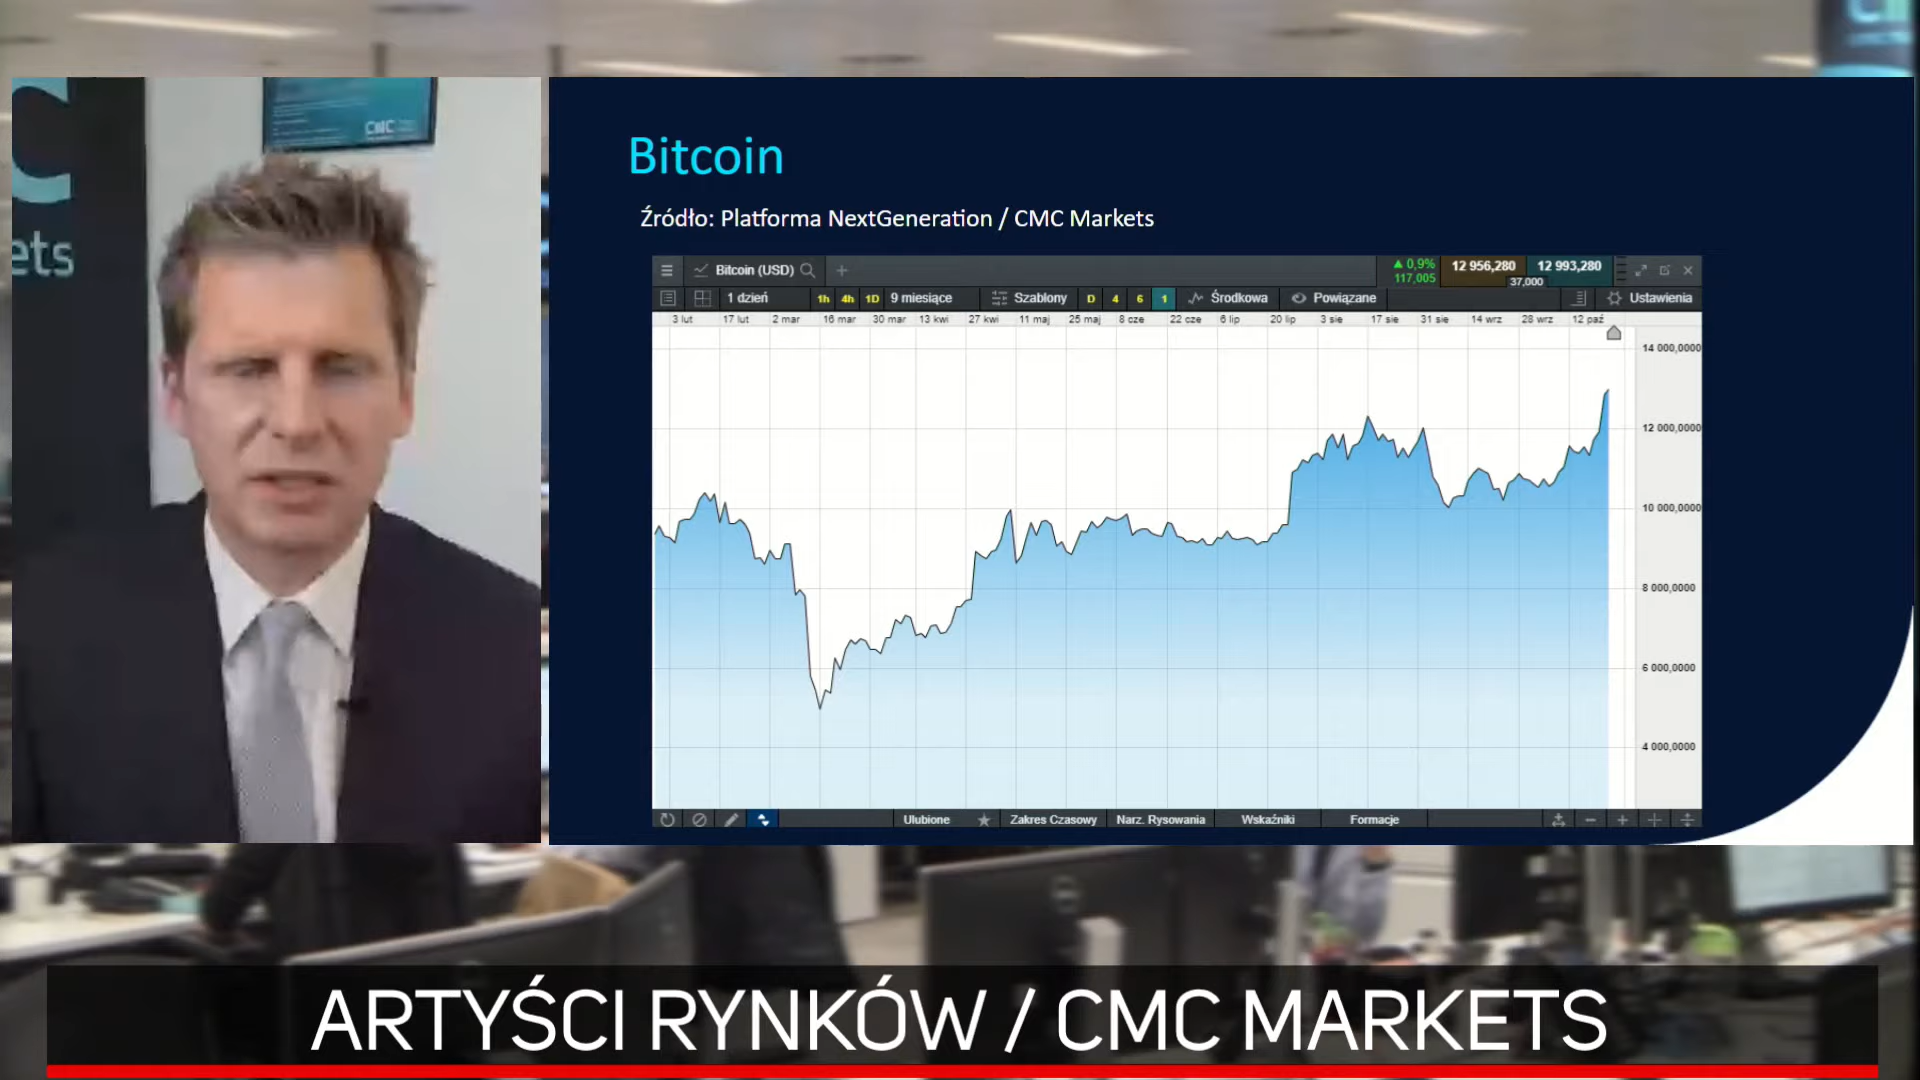 CMC
C
ets
Bitcoin
Źródło: Platforma NextGeneration / CMC Markets
Bitcoin (USD)
0,9%
117,005
12 956,280
12 993,280
37,000
1 dzień
1h
4h
1D
9 miesiące
Szablony
D
4
6
1
Środkowa
Powiązane
Ustawienia
3 lut 17 lut 2 mar 16 mar 30 mar 13 kwi 27 kwi 11 maj 25 maj 8 cze 22 cze 6 lip 20 lip 3 sie 17 sie 31 sie 14 wrz 28 wrz 12 paź
14 000,0000
12 000,0000
10 000,0000
8 000,0000
6 000,0000
4 000,0000
Ulubione
Zakres Czasowy
Narz. Rysowania
Wskaźniki
Formacje
ARTYŚCI RYNKÓW / CMC MARKETS